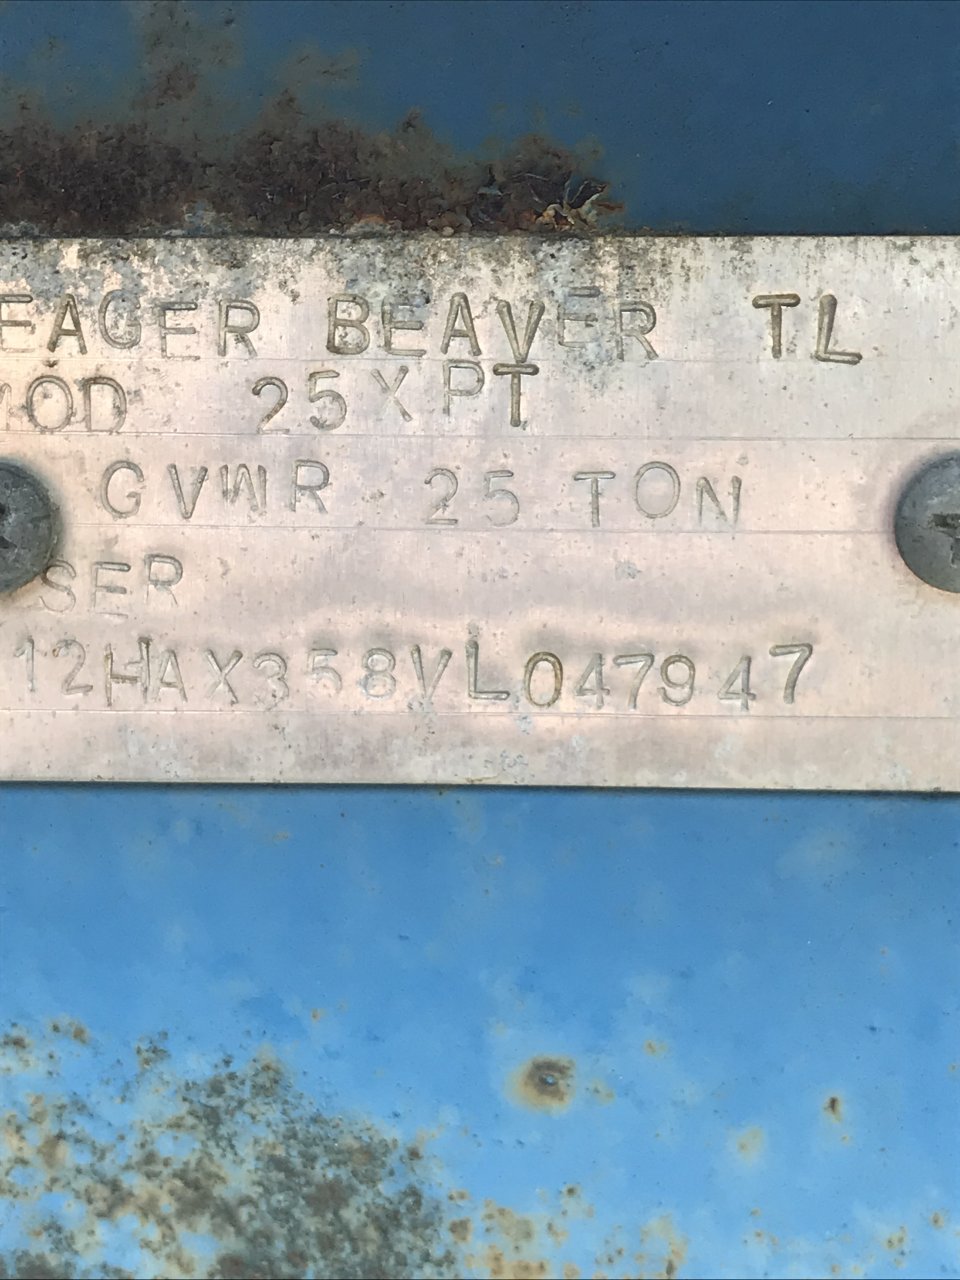 EAGER BEAVER TL
MOD 25XPT
GVWR 25 TON
SER
12HAX358VL047947